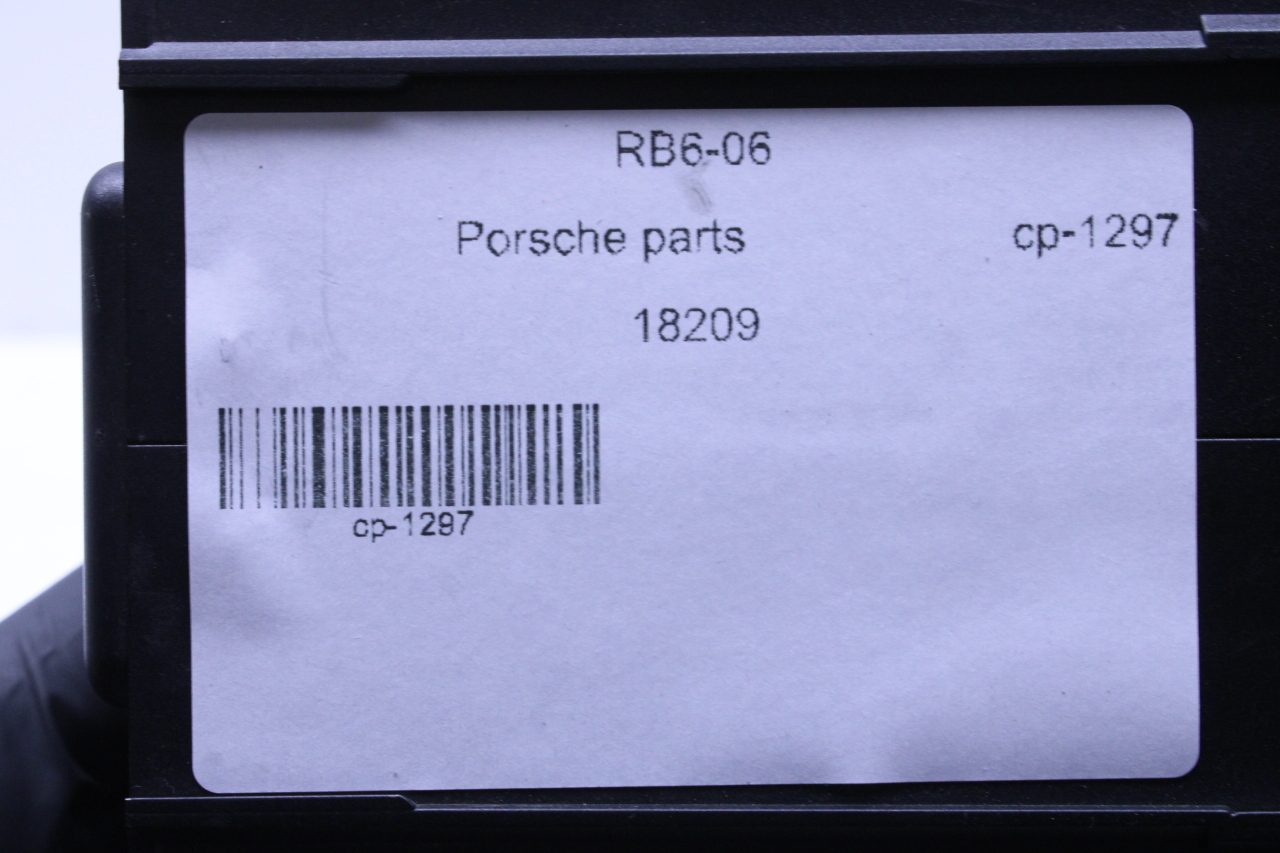 RB6-06
Porsche parts cp-1297
18209
cp-1297